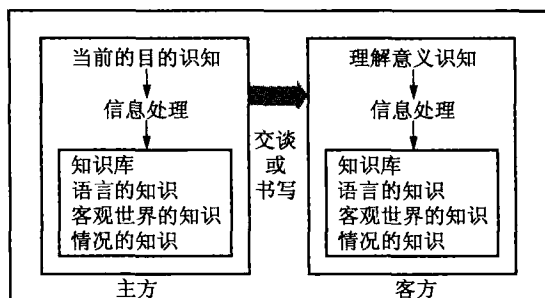 当前的目的识知
信息处理
知识库
语言的知识
客观世界的知识
情况的知识
主方
交谈
或
书写
理解意义识知
信息处理
知识库
语言的知识
客观世界的知识
情况的知识
客方